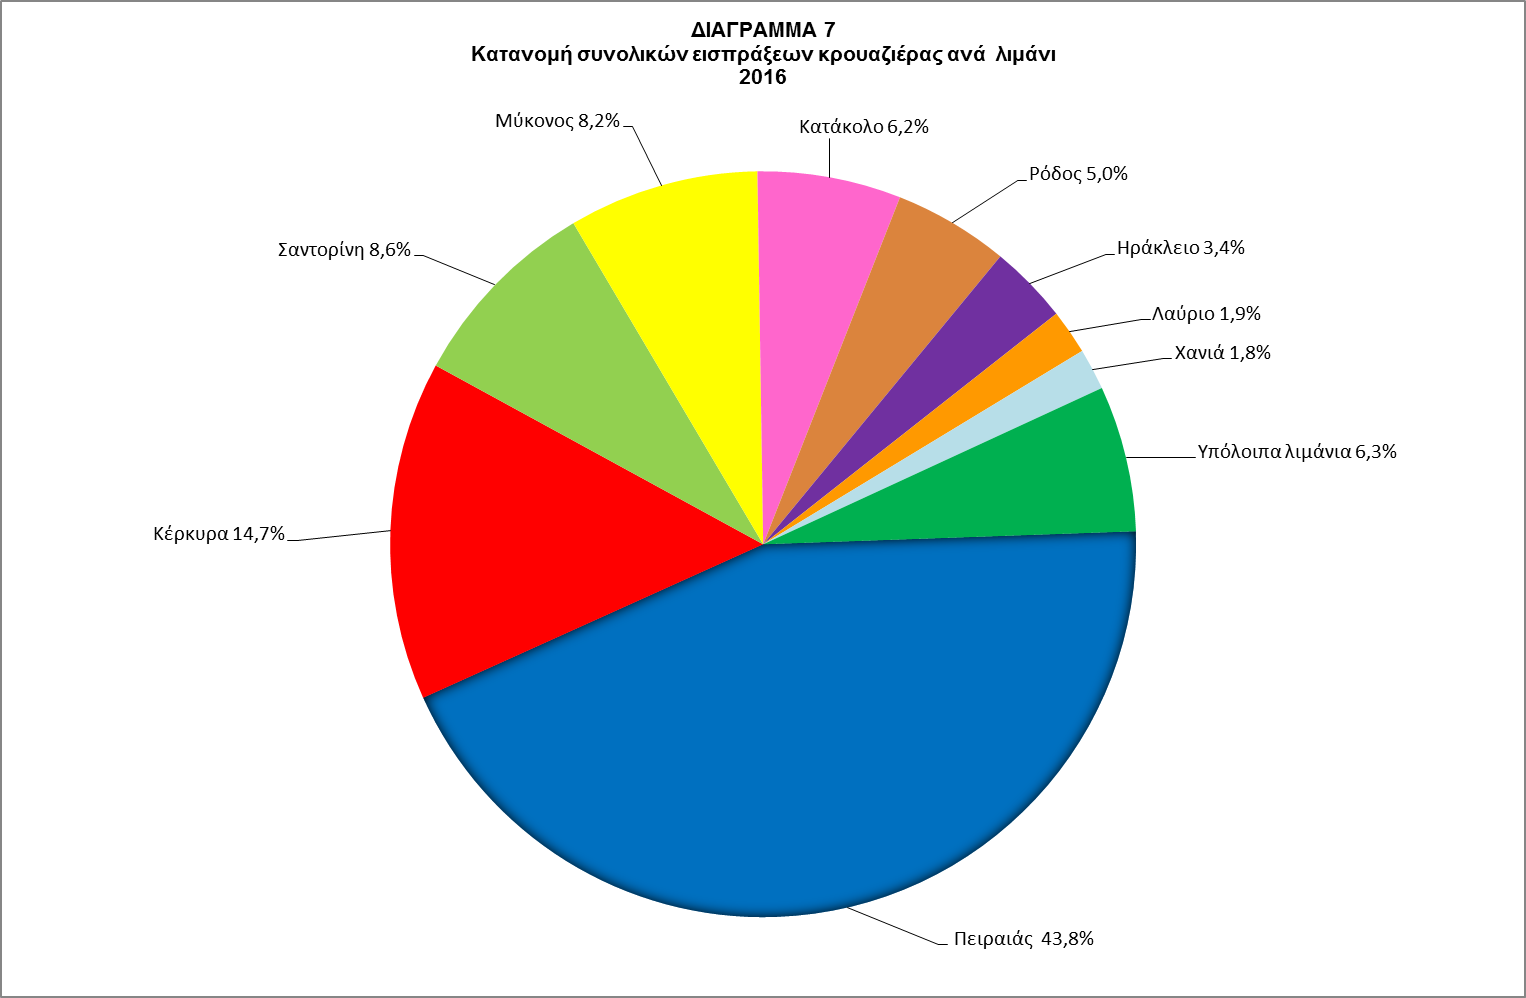 ΔΙΑΓΡΑΜΜΑ 7
Κατανομή συνολικών εισπράξεων κρουαζιέρας ανά λιμάνι
2016
Μύκονος 8,2%
Κατάκολο 6,2%
Ρόδος 5,0%
Σαντορίνη 8,6%
Ηράκλειο 3,4%
Λαύριο 1,9%
Χανιά 1,8%
Υπόλοιπα λιμάνια 6,3%
Κέρκυρα 14,7%
Πειραιάς 43,8%